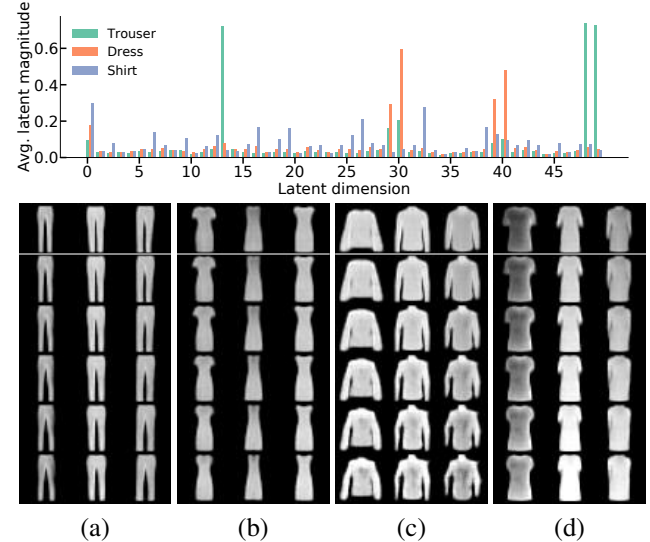 Avg. latent magnitude
0.6
0.4
0.2
0.0
Trouser
Dress
Shirt
0 5 10 15 20 25 30 35 40 45
Latent dimension
(a) (b) (c) (d)